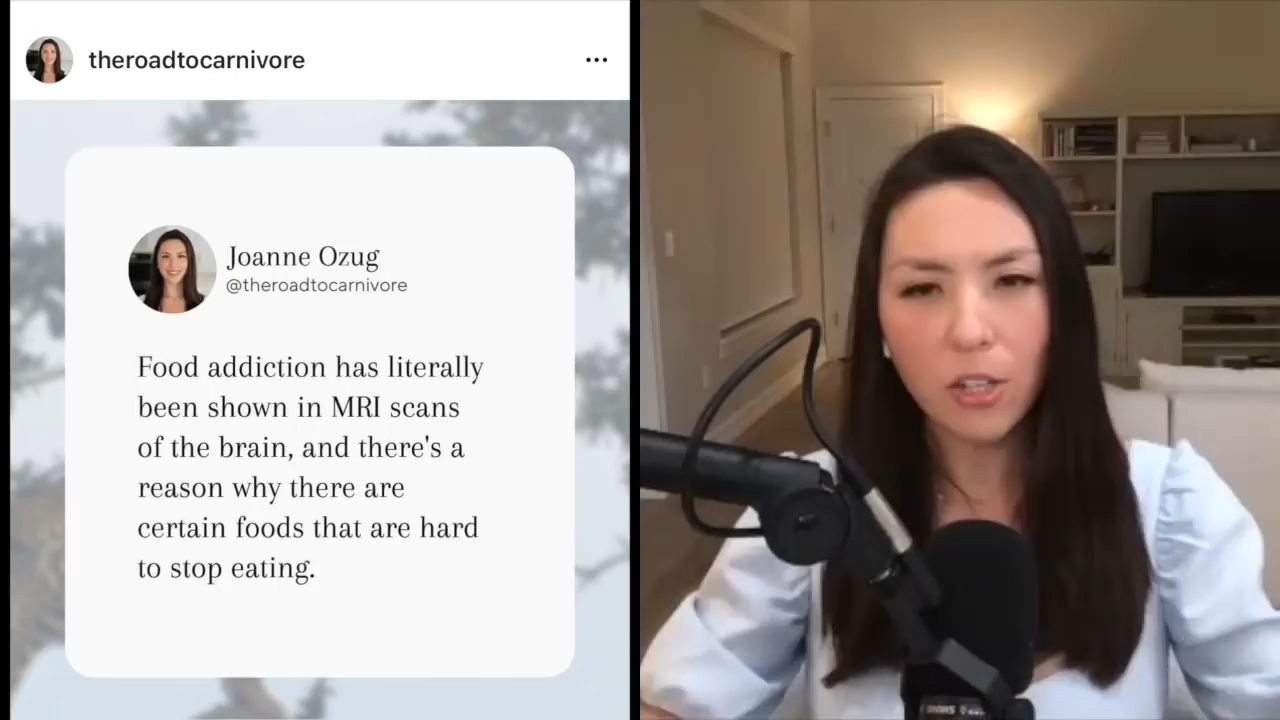 theroadtocarnivore
Joanne Ozug
@theroadtocarnivore
Food addiction has literally
been shown in MRI scans
of the brain, and there's a
reason why there are
certain foods that are hard
to stop eating.